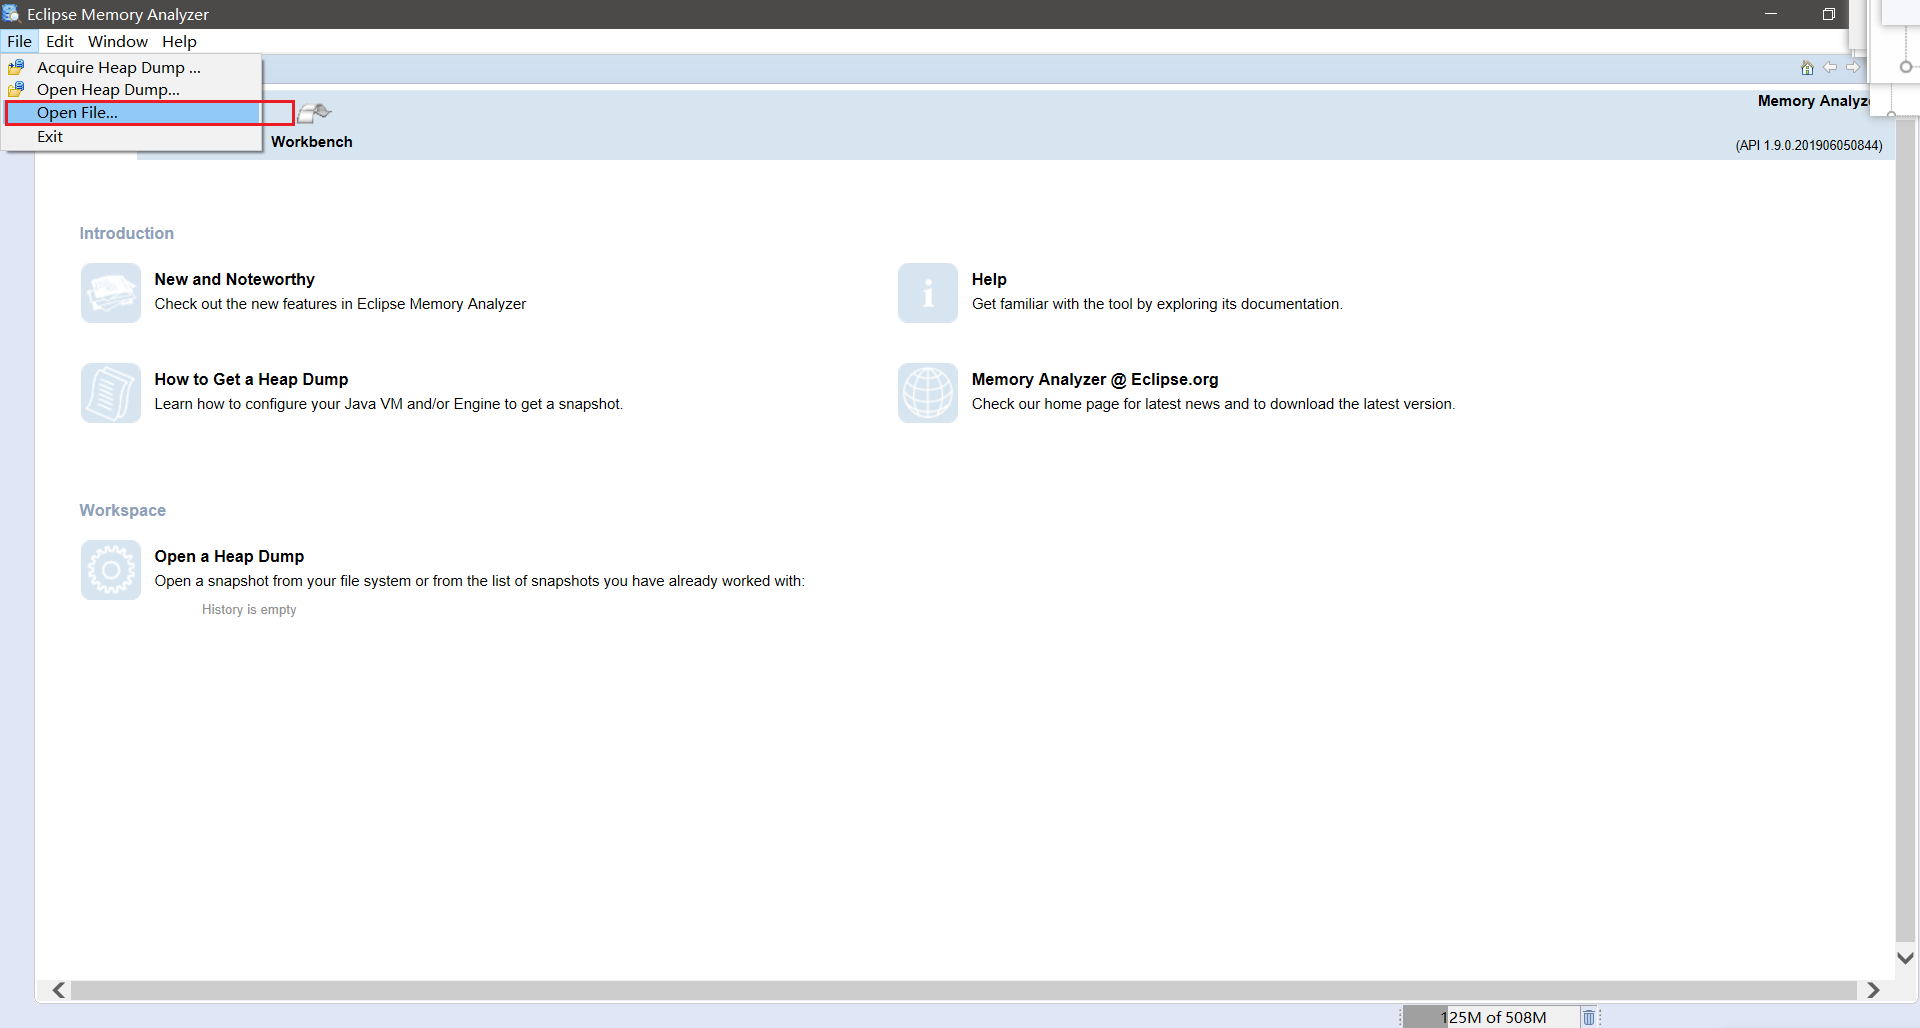 Eclipse Memory Analyzer
File Edit Window Help
Acquire Heap Dump ...
Open Heap Dump...
Open File...
Exit
Workbench
Memory Analyz
(API 1.9.0.201906050844)
Introduction
New and Noteworthy
Check out the new features in Eclipse Memory Analyzer
Help
Get familiar with the tool by exploring its documentation.
How to Get a Heap Dump
Learn how to configure your Java VM and/or Engine to get a snapshot.
Memory Analyzer @ Eclipse.org
Check our home page for latest news and to download the latest version.
Workspace
Open a Heap Dump
Open a snapshot from your file system or from the list of snapshots you have already worked with:
History is empty
125M of 508M